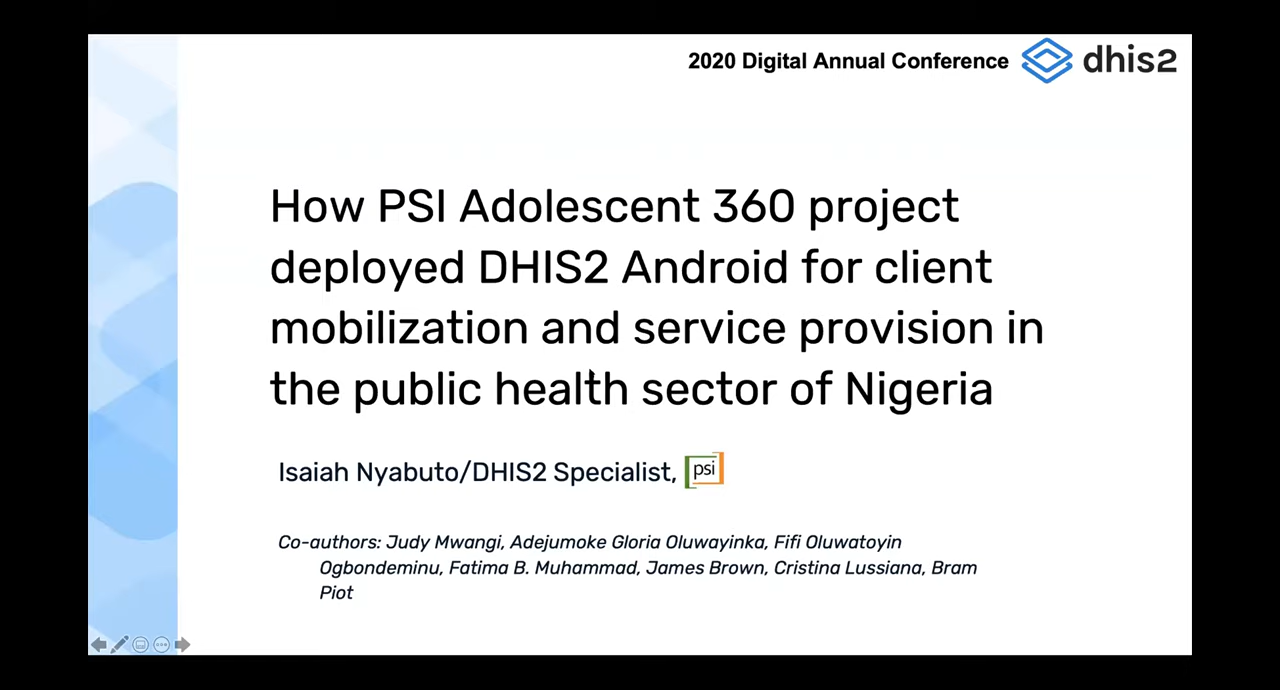 2020 Digital Annual Conference dhis2
How PSI Adolescent 360 project
deployed DHIS2 Android for client
mobilization and service provision in
the public health sector of Nigeria
Isaiah Nyabuto/DHIS2 Specialist, psi
Co-authors: Judy Mwangi, Adejumoke Gloria Oluwayinka, Fifi Oluwatoyin
Ogbondeminu, Fatima B. Muhammad, James Brown, Cristina Lussiana, Bram
Piot